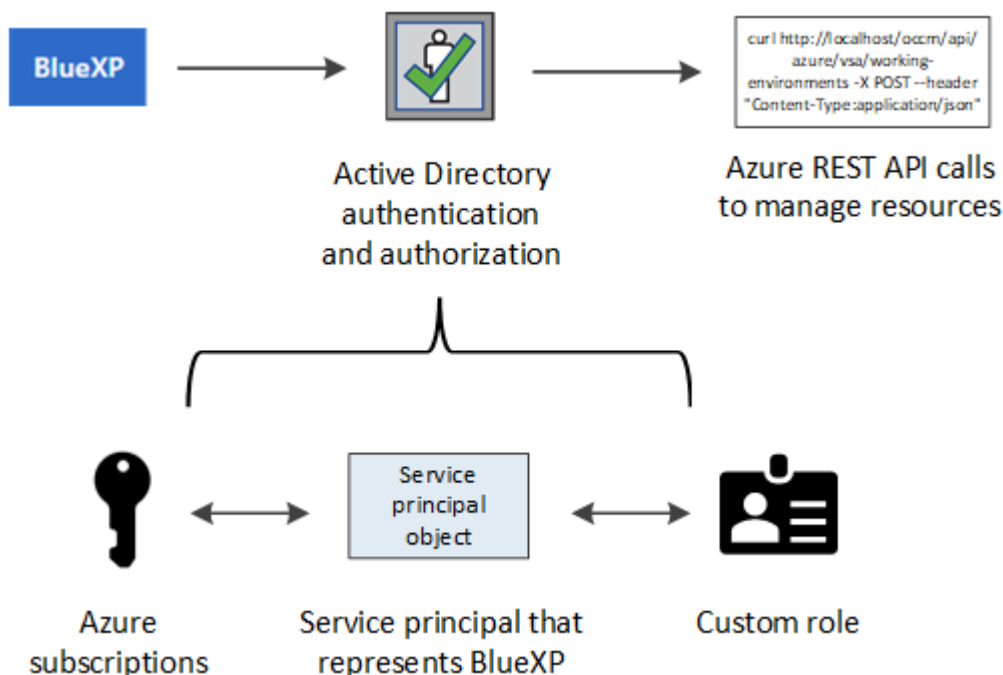 BlueXP
curl http://localhost/occm/api/
azure/vsa/working-
environments -X POST --header
"Content-Type:application/json"
Active Directory
authentication
and authorization
Azure REST API calls
to manage resources
Service
principal
object
Azure
subscriptions
Service principal that
represents BlueXP
Custom role